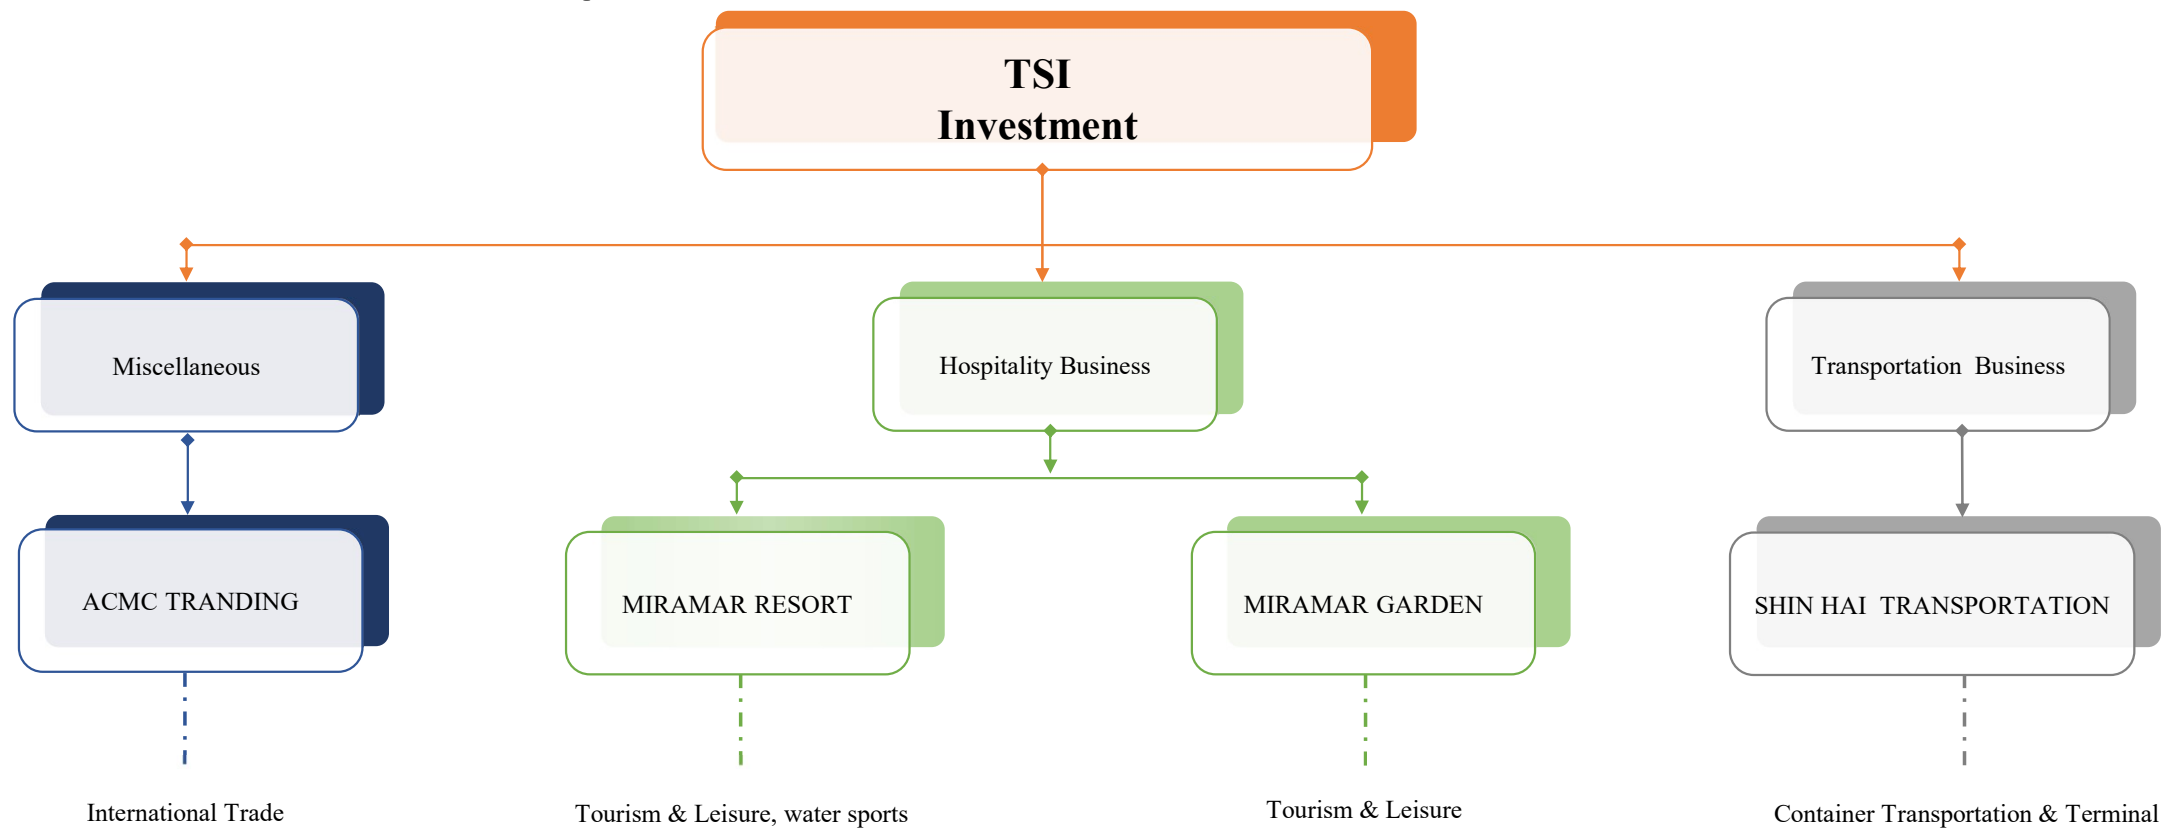 TSI
Investment
Miscellaneous
Hospitality Business
Transportation Business
ACMC TRANDING
MIRAMAR RESORT
MIRAMAR GARDEN
SHIN HAI TRANSPORTATION
International Trade
Tourism & Leisure, water sports
Tourism & Leisure
Container Transportation & Terminal